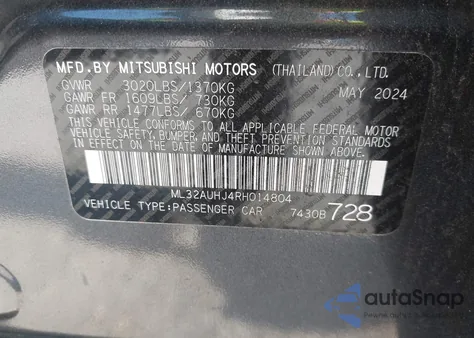 MFD.BY MITSUBISHI MOTORS (THAILAND)CO.,LTD.
GVWR 3020LBS/1370KG MAY 2024
GAWR FR 1609LBS/ 730KG
GAWR RR 1477LBS/ 670KG
THIS VEHICLE CONFORMS TO ALL APPLICABLE
FEDERAL MOTOR VEHICLE
SAFETY, BUMPER AND THEFT PREVENTION STANDARDS
IN EFFECT ON THE DATE OF
MANUFACTURE SHOWN ABOVE.
ML32AUHJ4RH014804
VEHICLE TYPE:PASSENGER CAR 7430B 728
autoSnap